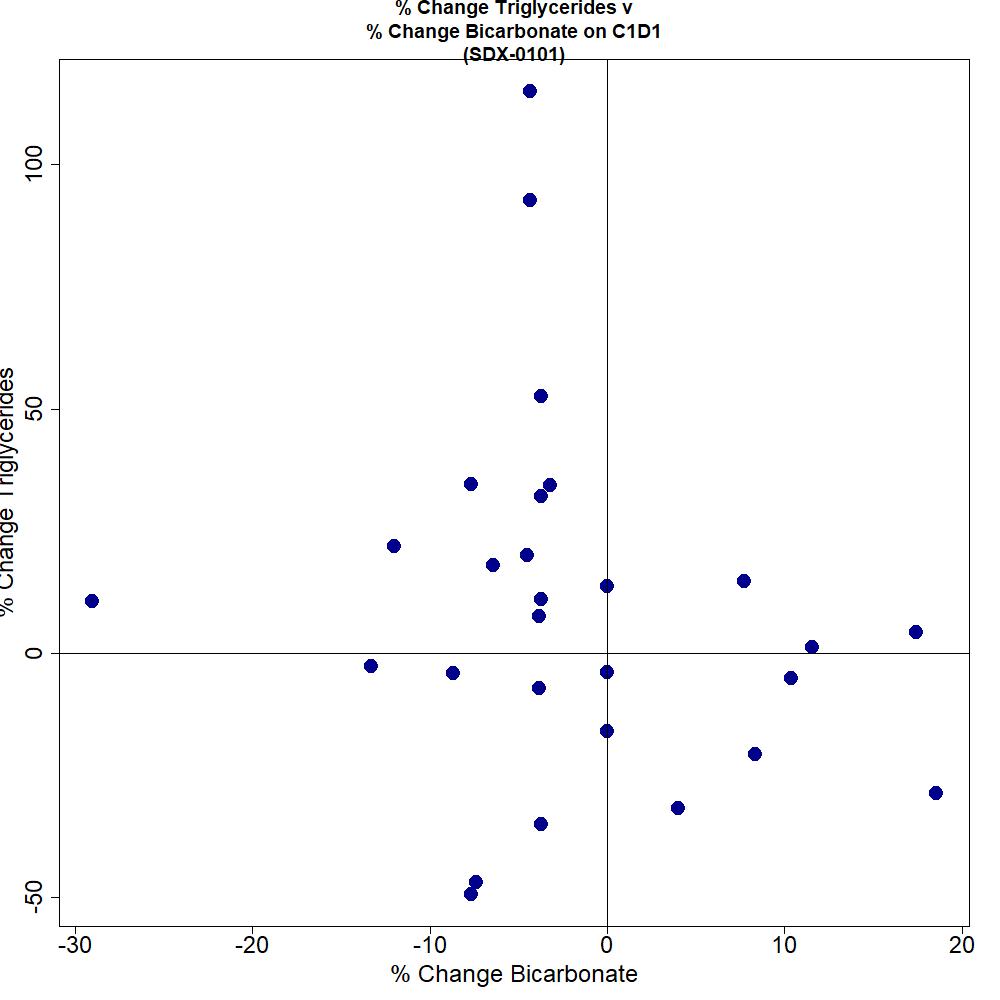 % Change Triglycerides v
% Change Bicarbonate on C1D1
(SDX-0101)
100
50
0
-50
% Change Triglycerides
-30
-20
-10
0
10
20
% Change Bicarbonate